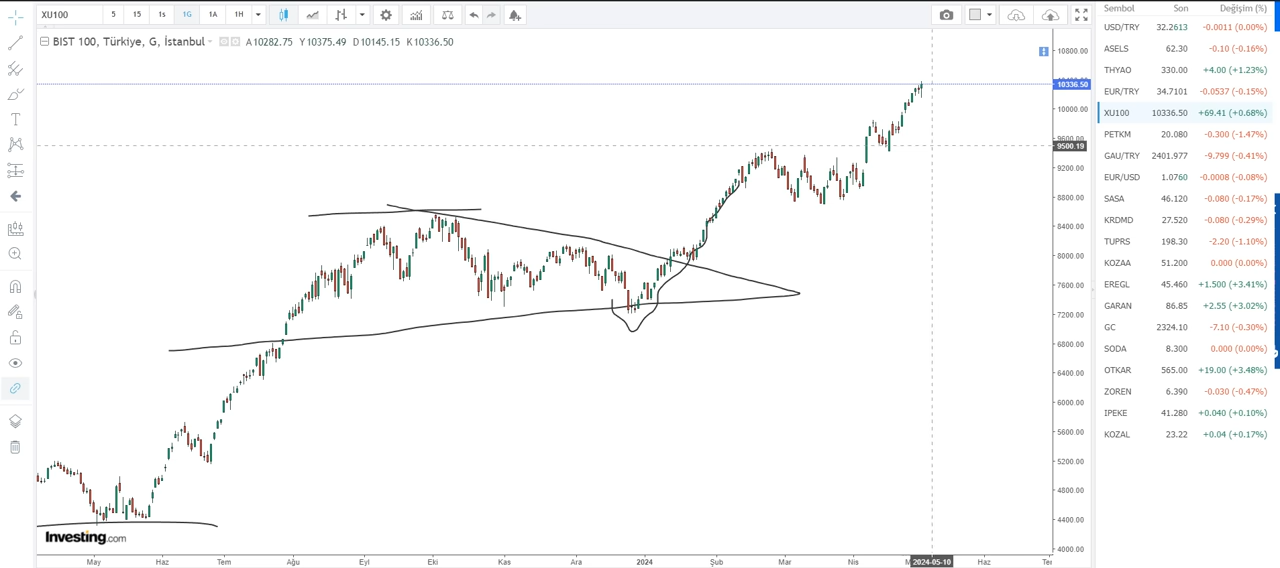 XU100 5 15 1s 1G 1A 1H
BIST 100, Türkiye, G, İstanbul A10282.75 Y10375.49 D10145.15 K10336.50
10800.00
10336.50
10000.00
9600.00
9500.19
9200.00
8800.00
8400.00
8000.00
7600.00
7200.00
6800.00
6400.00
6000.00
5600.00
5200.00
4800.00
4400.00
4000.00
Investing.com
May Haz Tem Ağu Eyl Eki Kas Ara 2024 Şub Mar Nis 2024-05-10 Haz
Sembol Son Değişim (%)
USD/TRY 32.2613 -0.0011 (0.00%)
ASELS 62.30 -0.10 (-0.16%)
THYAO 330.00 +4.00 (+1.23%)
EUR/TRY 34.7101 -0.0537 (-0.15%)
XU100 10336.50 +69.41 (+0.68%)
PETKM 20.080 -0.300 (-1.47%)
GAU/TRY 2401.977 -9.799 (-0.41%)
EUR/USD 1.0760 -0.0008 (-0.08%)
SASA 46.120 -0.080 (-0.17%)
KRDMD 27.520 -0.080 (-0.29%)
TUPRS 198.30 -2.20 (-1.10%)
KOZAA 51.200 0.000 (0.00%)
EREGL 45.460 +1.500 (+3.41%)
GARAN 86.85 +2.55 (+3.02%)
GC 2324.10 -7.10 (-0.30%)
SODA 8.300 0.000 (0.00%)
OTKAR 565.00 +19.00 (+3.48%)
ZOREN 6.390 -0.030 (-0.47%)
IPEKE 41.280 +0.040 (+0.10%)
KOZAL 23.22 +0.04 (+0.17%)